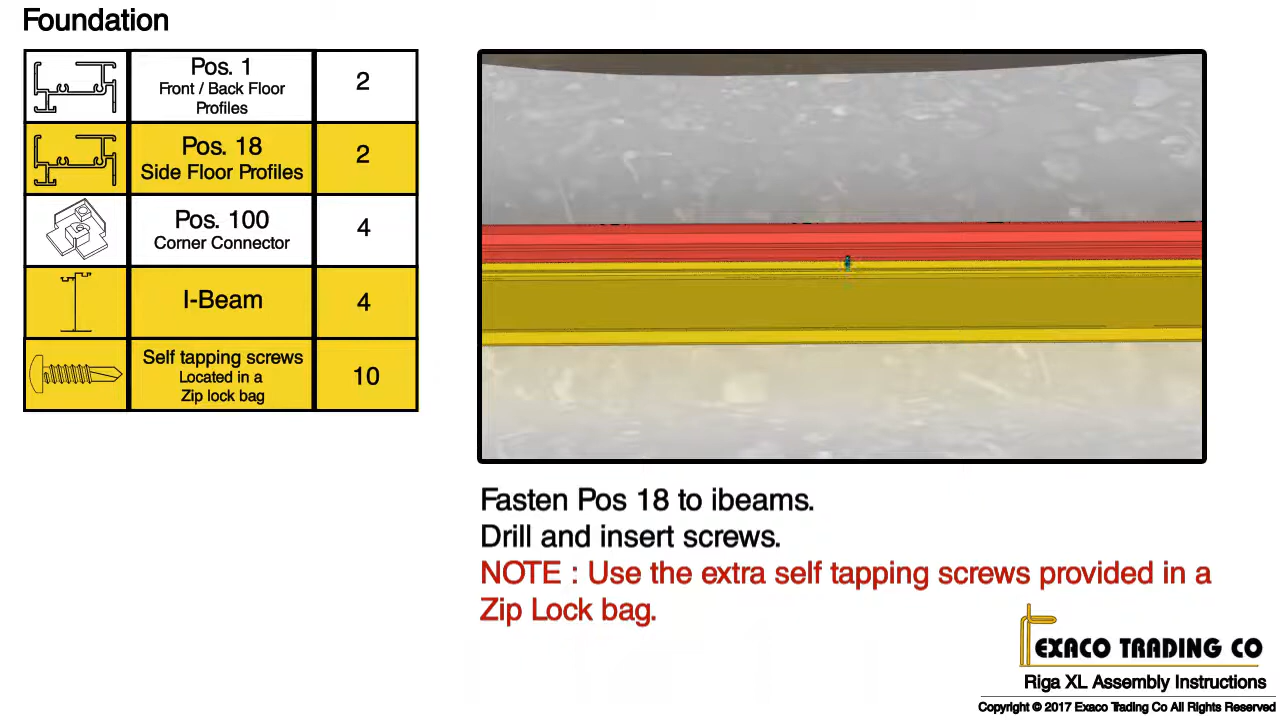 Foundation
Pos. 1
Front / Back Floor
Profiles
2
Pos. 18
Side Floor Profiles
2
Pos. 100
Corner Connector
4
I-Beam
4
Self tapping screws
Located in a
Zip lock bag
10
Fasten Pos 18 to ibeams.
Drill and insert screws.
NOTE : Use the extra self tapping screws provided in a
Zip Lock bag.
EXACO TRADING CO
Riga XL Assembly Instructions
Copyright © 2017 Exaco Trading Co All Rights Reserved